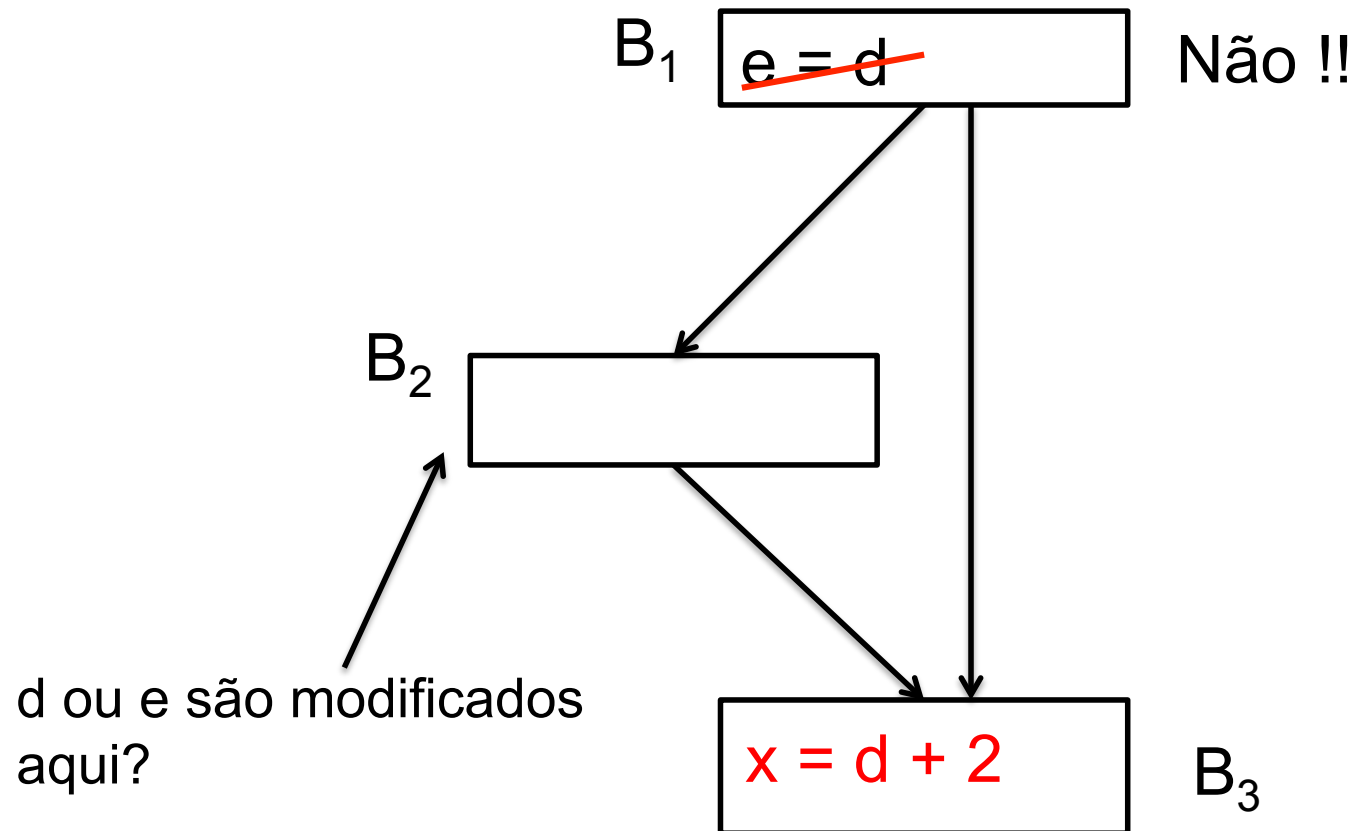 B₁
e = d
Não !!
B₂
d ou e são modificados
aqui?
x = d + 2
B₃